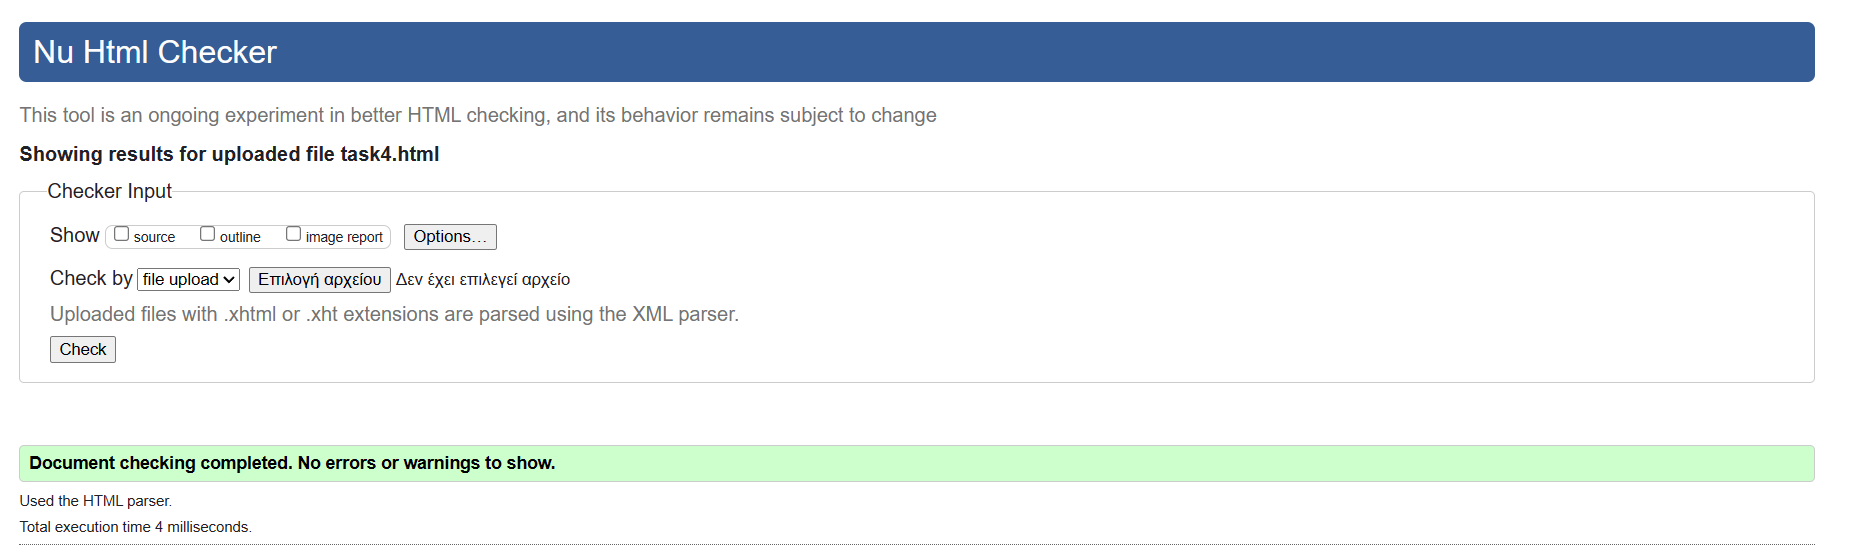 Nu Html Checker
This tool is an ongoing experiment in better HTML checking, and its behavior remains subject to change
Showing results for uploaded file task4.html
Checker Input
Show source outline image report Options...
Check by file upload Επιλογή αρχείου Δεν έχει επιλεγεί αρχείο
Uploaded files with .xhtml or .xht extensions are parsed using the XML parser.
Check
Document checking completed. No errors or warnings to show.
Used the HTML parser.
Total execution time 4 milliseconds.